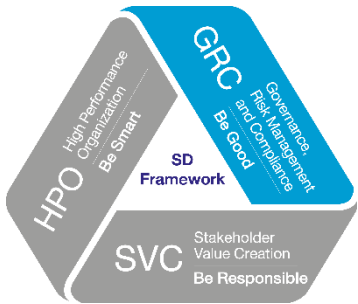 HPO
High Performance
Organization
Be Smart
GRC
Governance,
Risk Management
and Compliance
Be Good
SD
Framework
SVC
Stakeholder
Value Creation
Be Responsible